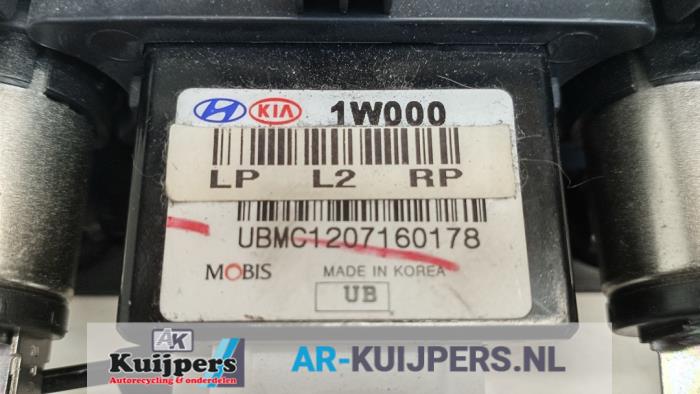 KIA 1W000
LP L2 RP
UBMC1207160178
MOBIS MADE IN KOREA
UB
AK
Kuijpers
Autorecycling & onderdelen
AR-KUIJPERS.NL